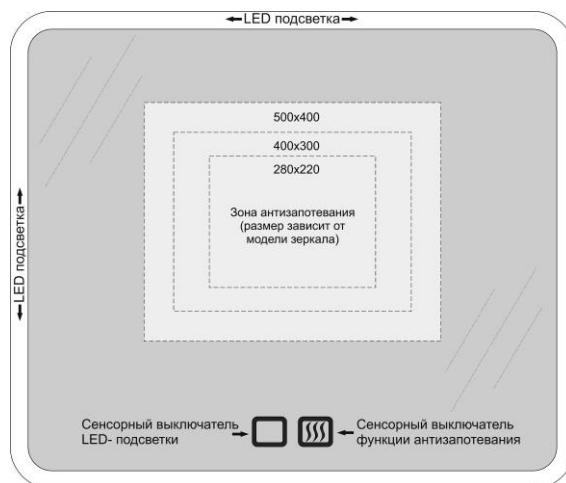 LED подсветка
500x400
400x300
280x220
Зона антизапотевания
(размер зависит от
модели зеркала)
LED подсветка
Сенсорный выключатель
LED- подсветки
Сенсорный выключатель
функции антизапотевания